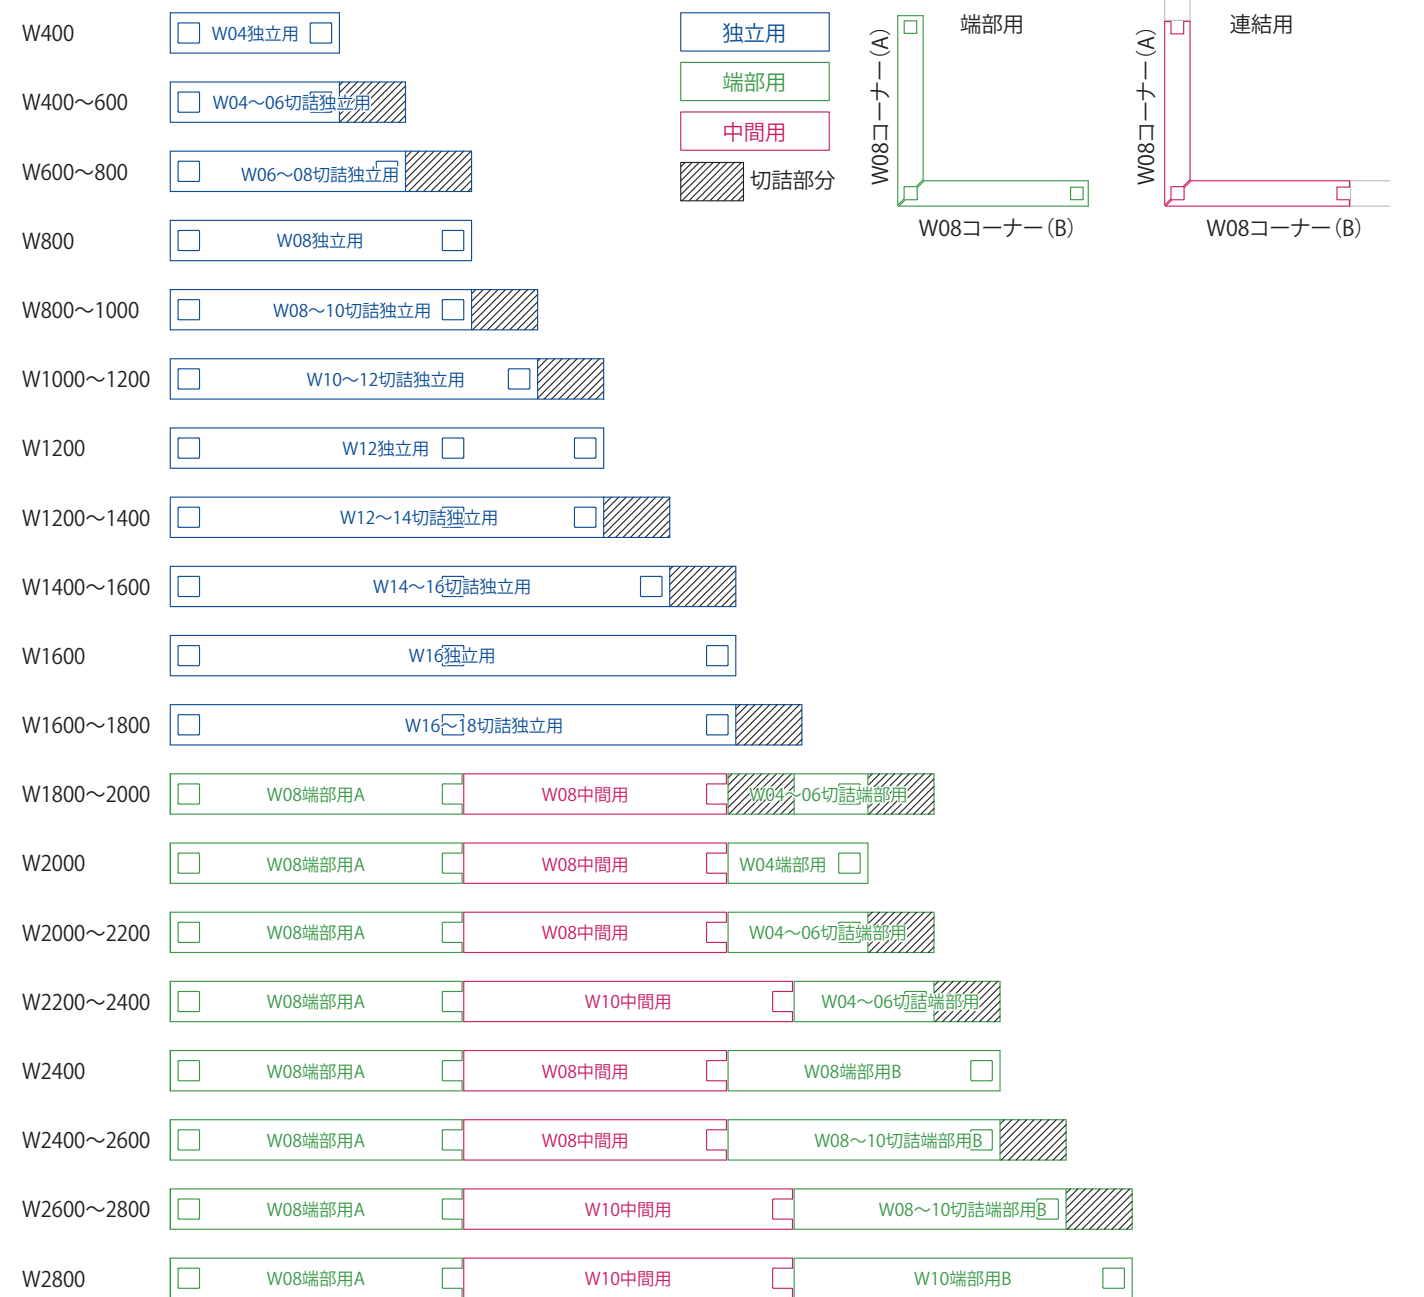 W400
W04独立用
W400～600
W04～06切詰独立用
W600～800
W06～08切詰独立用
W800
W08独立用
W800～1000
W08～10切詰独立用
W1000～1200
W10～12切詰独立用
W1200
W12独立用
W1200～1400
W12～14切詰独立用
W1400～1600
W14～16切詰独立用
W1600
W16独立用
W1600～1800
W16～18切詰独立用
W1800～2000
W08端部用A
W08中間用
W04～06切詰端部用
W2000
W08端部用A
W08中間用
W04端部用
W2000～2200
W08端部用A
W08中間用
W04～06切詰端部用
W2200～2400
W08端部用A
W10中間用
W04～06切詰端部用
W2400
W08端部用A
W08中間用
W08端部用B
W2400～2600
W08端部用A
W08中間用
W08～10切詰端部用B
W2600～2800
W08端部用A
W10中間用
W08～10切詰端部用B
W2800
W08端部用A
W10中間用
W10端部用B
独立用
端部用
中間用
切詰部分
端部用
W08コーナー（A）
W08コーナー（B）
連結用
W08コーナー（A）
W08コーナー（B）